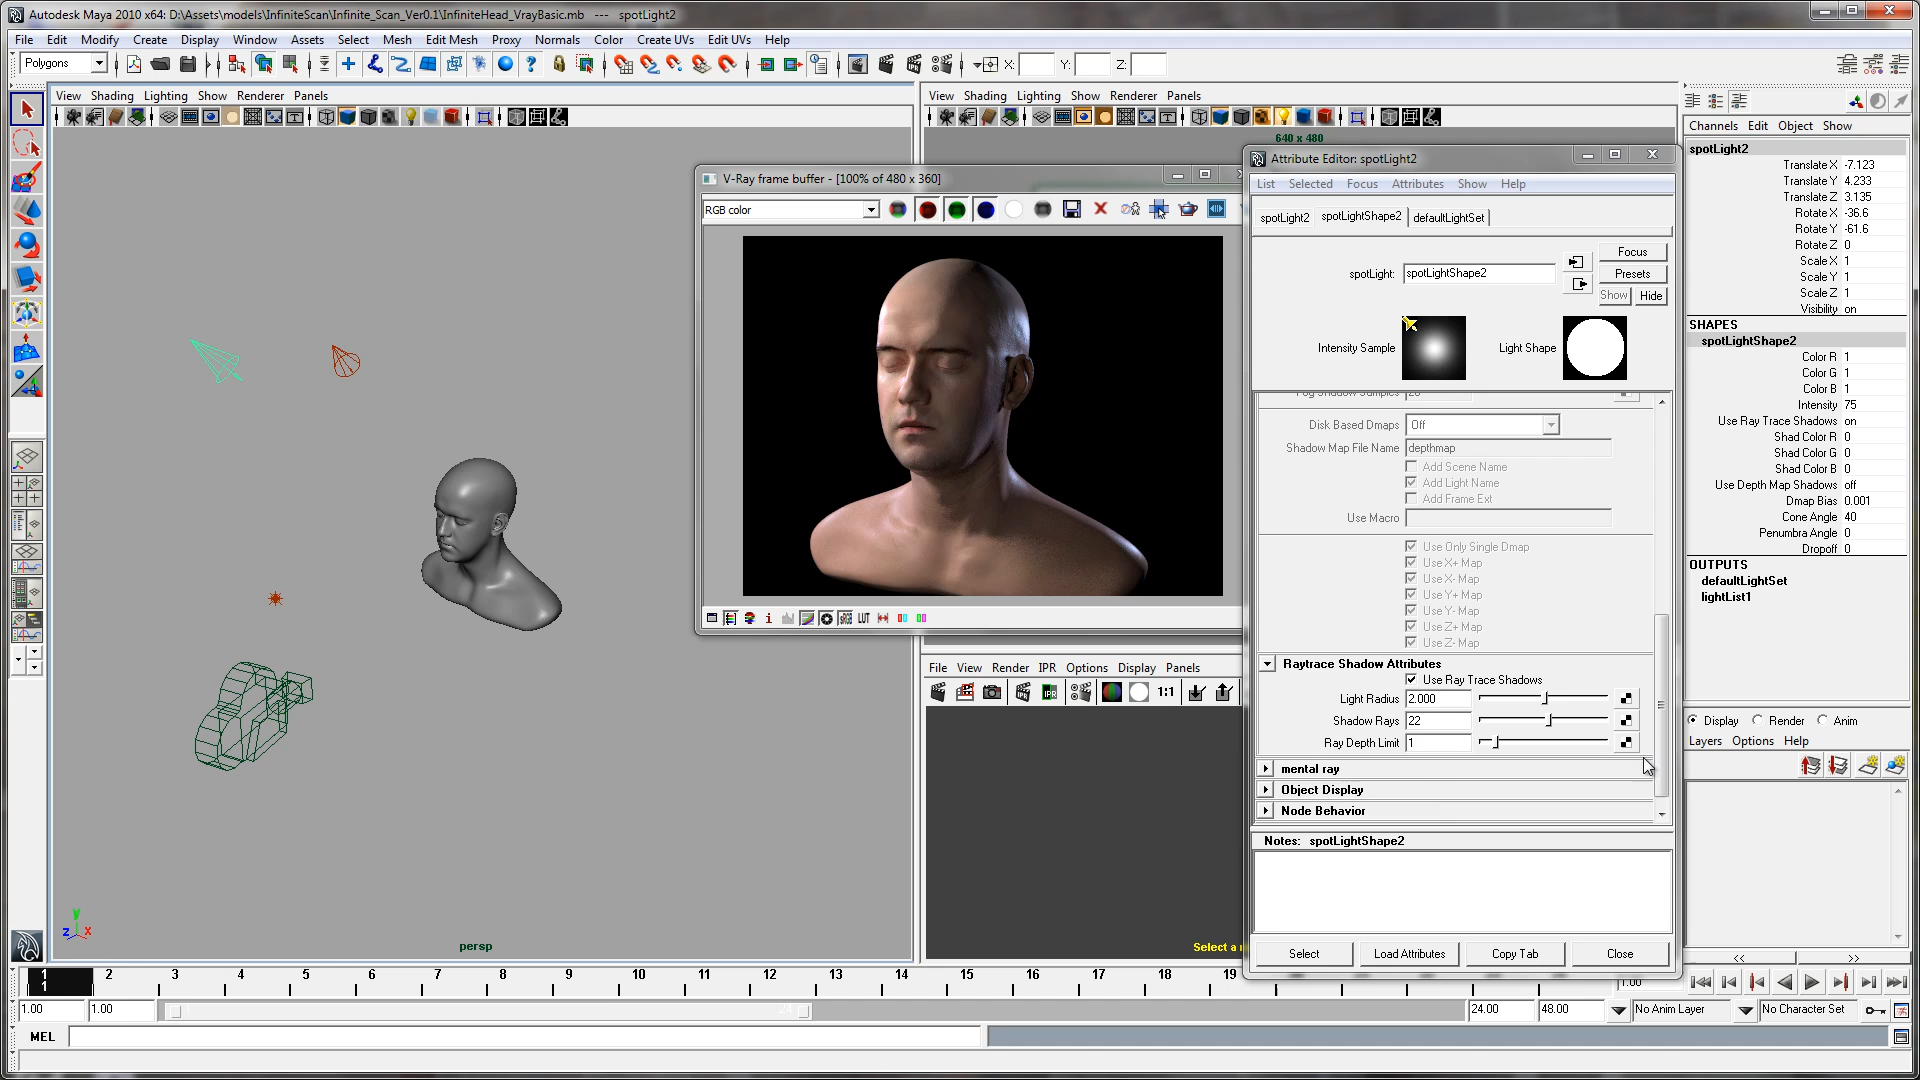 Autodesk Maya 2010 x64: D:\Assets\models\InfiniteScan\Infinite_Scan_Ver0.1\InfiniteHead_VrayBasic.mb --- spotLight2
File Edit Modify Create Display Window Assets Select Mesh Edit Mesh Proxy Normals Color Create UVs Edit UVs Help
Polygons
X:
Y:
Z:
View Shading Lighting Show Renderer Panels
View Shading Lighting Show Renderer Panels
640 x 480
persp
V-Ray frame buffer - [100% of 480 x 360]
RGB color
sRGB
LUT
File View Render IPR Options Display Panels
IPR
1:1
Attribute Editor: spotLight2
List Selected Focus Attributes Show Help
spotLight2 spotLightShape2 defaultLightSet
spotLight: spotLightShape2
Focus
Presets
Show Hide
Intensity Sample
Light Shape
Fog Shadow Samples 20
Disk Based Dmaps Off
Shadow Map File Name depthmap
Add Scene Name
Add Light Name
Add Frame Ext
Use Macro
Use Only Single Dmap
Use X+ Map
Use X- Map
Use Y+ Map
Use Y- Map
Use Z+ Map
Use Z- Map
Raytrace Shadow Attributes
Use Ray Trace Shadows
Light Radius 2.000
Shadow Rays 22
Ray Depth Limit 1
mental ray
Object Display
Node Behavior
Notes: spotLightShape2
Select
Load Attributes
Copy Tab
Close
Select a
Channels Edit Object Show
spotLight2
Translate X -7.123
Translate Y 4.233
Translate Z 3.135
Rotate X -36.6
Rotate Y -61.6
Rotate Z 0
Scale X 1
Scale Y 1
Scale Z 1
Visibility on
SHAPES
spotLightShape2
Color R 1
Color G 1
Color B 1
Intensity 75
Use Ray Trace Shadows on
Shad Color R 0
Shad Color G 0
Shad Color B 0
Use Depth Map Shadows off
Dmap Bias 0.001
Cone Angle 40
Penumbra Angle 0
Dropoff 0
OUTPUTS
defaultLightSet
lightList1
Display Render Anim
Layers Options Help
<< >>
y
z x
1 2 3 4 5 6 7 8 9 10 11 12 13 14 15 16 17 18 19
1
1.00
1.00 1.00 24 24.00 48.00 No Anim Layer No Character Set
MEL